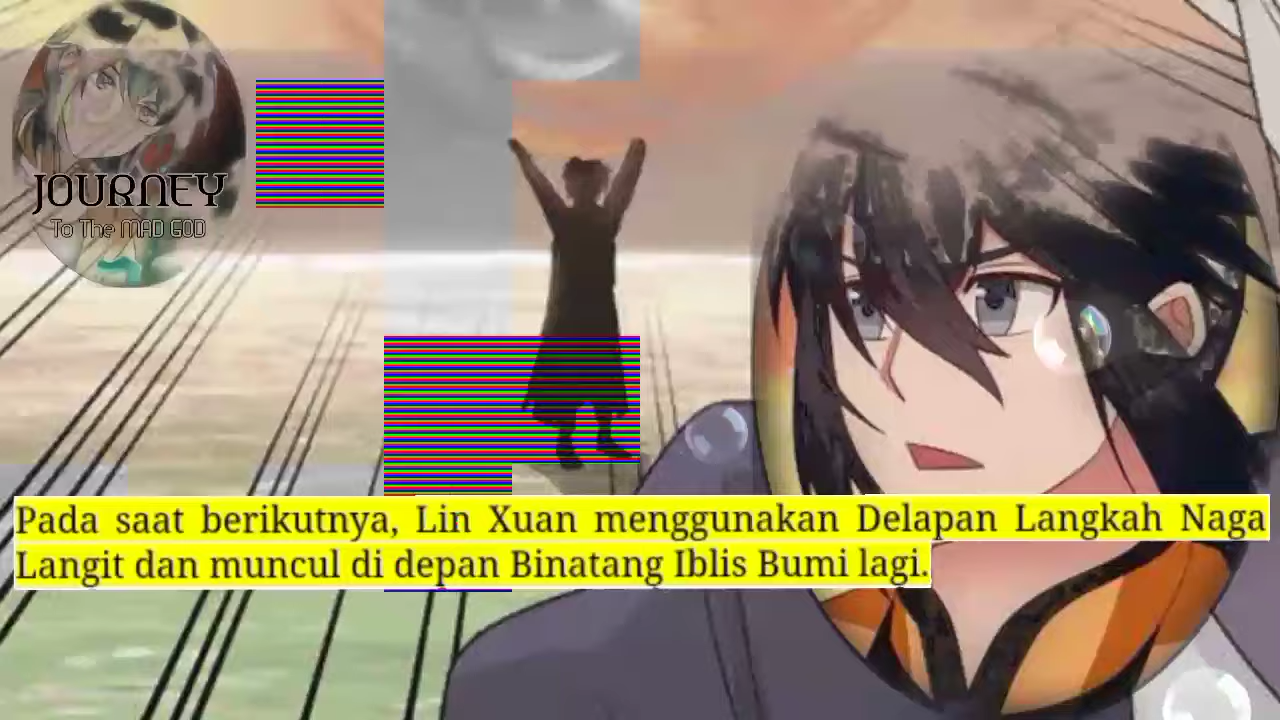 JOURNEY
To The MAD GOD
Pada saat berikutnya, Lin Xuan menggunakan Delapan Langkah Naga
Langit dan muncul di depan Binatang Iblis Bumi lagi.